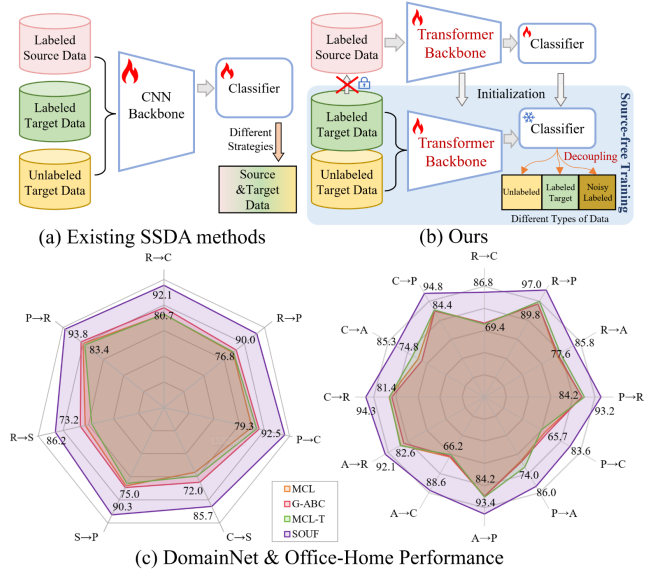 Labeled
Source Data
Labeled
Target Data
Unlabeled
Target Data
CNN
Backbone
Classifier
Different
Strategies
Source
&Target
Data
(a) Existing SSDA methods
Labeled
Source Data
Transformer
Backbone
Classifier
Initialization
Labeled
Target Data
Unlabeled
Target Data
Transformer
Backbone
Classifier
Decoupling
Unlabeled
Labeled
Target
Noisy
Labeled
Different Types of Data
Source-free Training
(b) Ours
R→C
92.1
80.7
R→P
90.0
76.8
P→C
92.5
79.3
C→S
85.7
72.0
S→P
90.3
75.0
R→S
86.2
73.2
P→R
93.8
83.4
MCL
G-ABC
MCL-T
SOUF
R→C
86.8
69.4
R→P
97.0
89.8
R→A
85.8
77.6
P→R
93.2
84.2
P→C
83.6
65.7
P→A
86.0
74.0
A→P
93.4
84.2
A→C
88.6
66.2
A→R
92.1
82.6
C→R
94.3
81.4
C→A
85.3
74.8
C→P
94.8
84.4
(c) DomainNet & Office-Home Performance